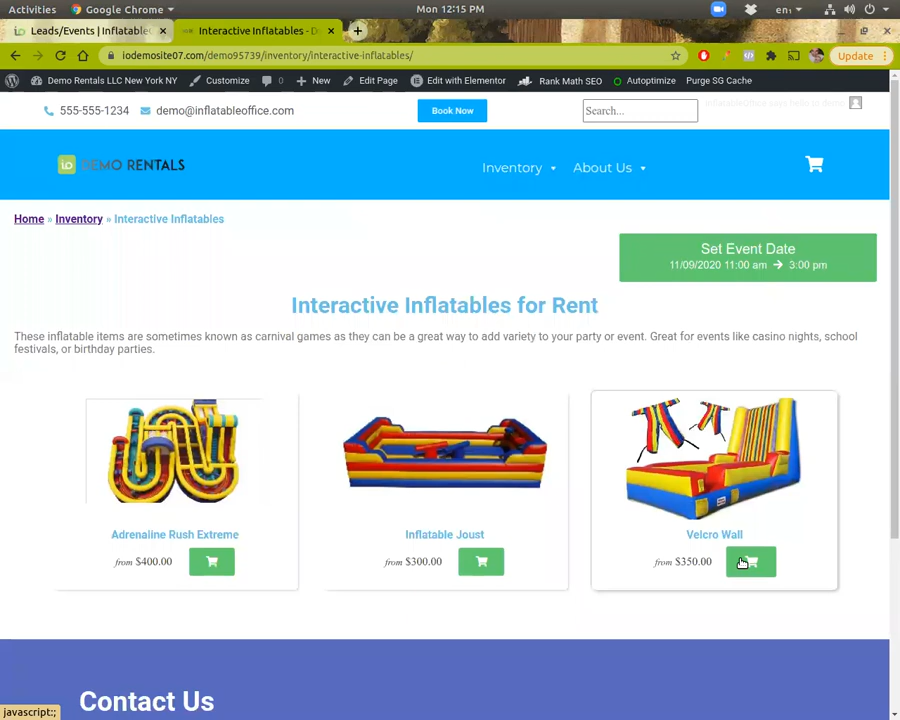 Activities Google Chrome Mon 12:15 PM en
Leads/Events | Inflatable Interactive Inflatables - D
iodemosite07.com/demo95739/inventory/interactive-inflatables/ Update
Demo Rentals LLC New York NY Customize 0 New Edit Page Edit with Elementor Rank Math SEO Autoptimize Purge SG Cache
555-555-1234 demo@inflatableoffice.com Book Now Search...
io DEMO RENTALS Inventory About Us
Home » Inventory » Interactive Inflatables
Set Event Date
11/09/2020 11:00 am → 3:00 pm
Interactive Inflatables for Rent
These inflatable items are sometimes known as carnival games as they can be a great way to add variety to your party or event. Great for events like casino nights, school
festivals, or birthday parties.
Adrenaline Rush Extreme Inflatable Joust Velcro Wall
from $400.00 from $300.00 from $350.00
Contact Us
javascript:;